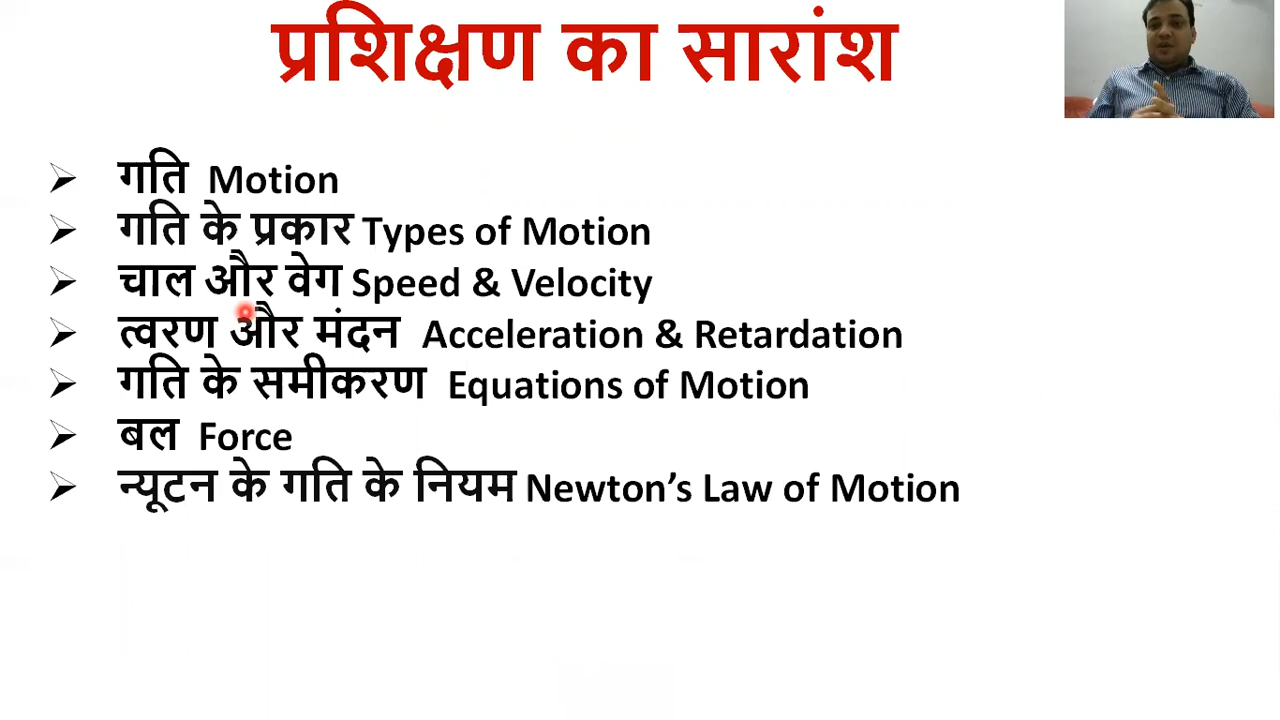 प्रशिक्षण का सारांश
➢ गति Motion
➢ गति के प्रकार Types of Motion
➢ चाल और वेग Speed & Velocity
➢ त्वरण और मंदन Acceleration & Retardation
➢ गति के समीकरण Equations of Motion
➢ बल Force
➢ न्यूटन के गति के नियम Newton’s Law of Motion